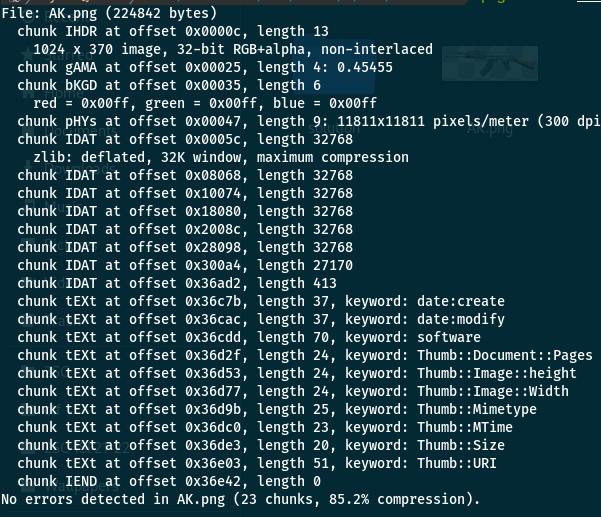 File: AK.png (224842 bytes)
chunk IHDR at offset 0x0000c, length 13
1024 x 370 image, 32-bit RGB+alpha, non-interlaced
chunk gAMA at offset 0x00025, length 4: 0.45455
chunk bKGD at offset 0x00035, length 6
red = 0x00ff, green = 0x00ff, blue = 0x00ff
chunk pHYs at offset 0x00047, length 9: 11811x11811 pixels/meter (300 dpi
chunk IDAT at offset 0x0005c, length 32768
zlib: deflated, 32K window, maximum compression
chunk IDAT at offset 0x08068, length 32768
chunk IDAT at offset 0x10074, length 32768
chunk IDAT at offset 0x18080, length 32768
chunk IDAT at offset 0x2008c, length 32768
chunk IDAT at offset 0x28098, length 32768
chunk IDAT at offset 0x300a4, length 27170
chunk IDAT at offset 0x36ad2, length 413
chunk tEXt at offset 0x36c7b, length 37, keyword: date:create
chunk tEXt at offset 0x36cac, length 37, keyword: date:modify
chunk tEXt at offset 0x36cdd, length 70, keyword: software
chunk tEXt at offset 0x36d2f, length 24, keyword: Thumb::Document::Pages
chunk tEXt at offset 0x36d53, length 24, keyword: Thumb::Image::height
chunk tEXt at offset 0x36d77, length 24, keyword: Thumb::Image::Width
chunk tEXt at offset 0x36d9b, length 25, keyword: Thumb::Mimetype
chunk tEXt at offset 0x36dc0, length 23, keyword: Thumb::MTime
chunk tEXt at offset 0x36de3, length 20, keyword: Thumb::Size
chunk tEXt at offset 0x36e03, length 51, keyword: Thumb::URI
chunk IEND at offset 0x36e42, length 0
No errors detected in AK.png (23 chunks, 85.2% compression).